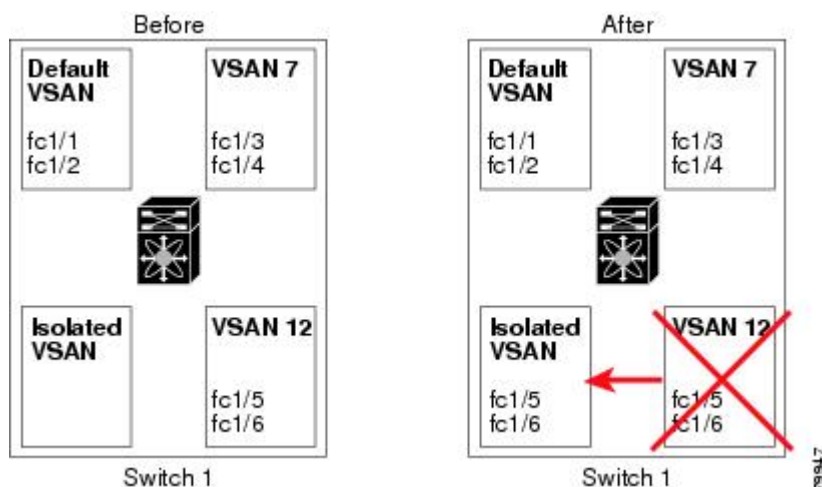 Before
Default
VSAN
fc1/1
fc1/2
VSAN 7
fc1/3
fc1/4
Isolated
VSAN
VSAN 12
fc1/5
fc1/6
Switch 1
After
Default
VSAN
fc1/1
fc1/2
VSAN 7
fc1/3
fc1/4
Isolated
VSAN
fc1/5
fc1/6
VSAN 12
fc1/5
fc1/6
Switch 1